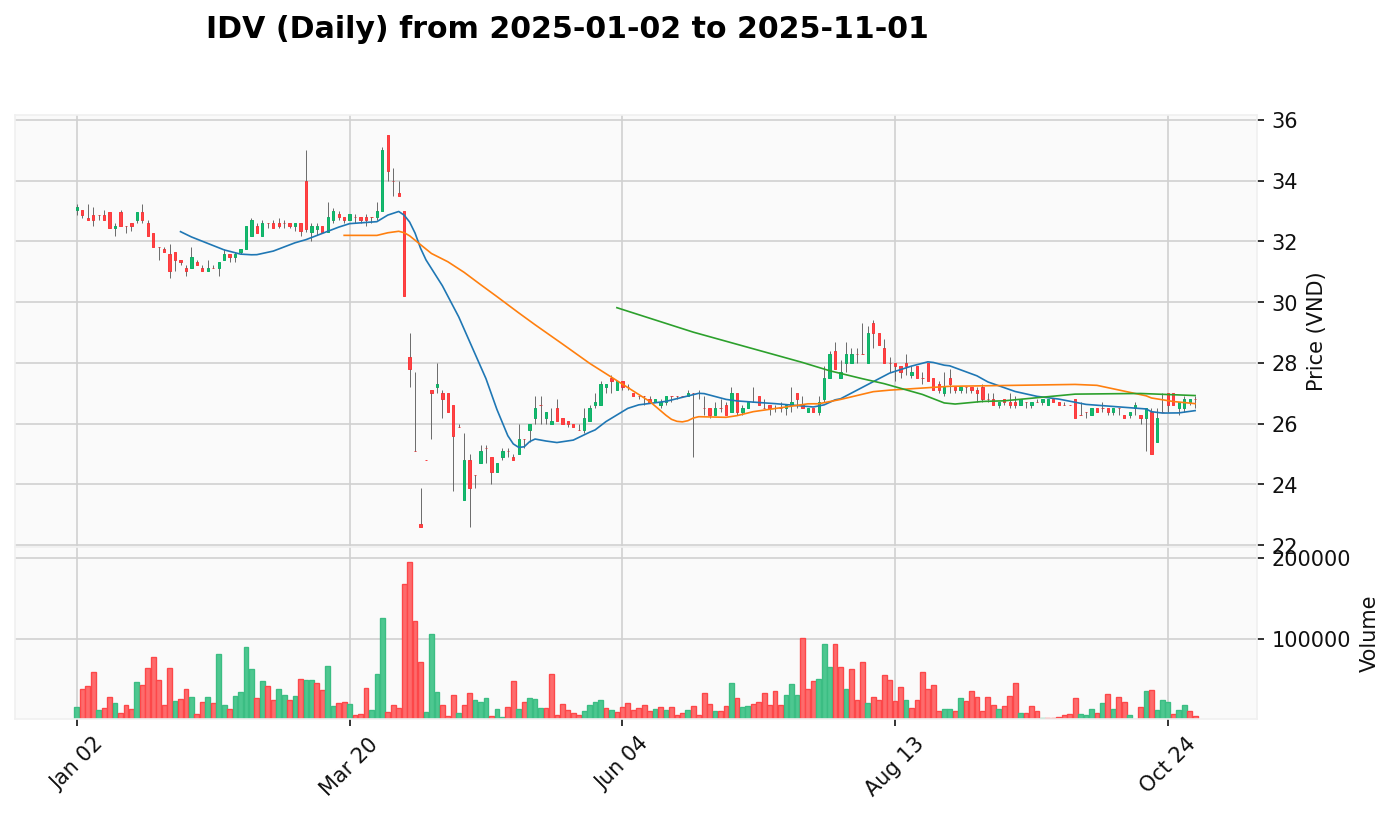 IDV (Daily) from 2025-01-02 to 2025-11-01
36
34
32
30
28
26
24
22
Price (VND)
200000
100000
Volume
Jan 02
Mar 20
Jun 04
Aug 13
Oct 24